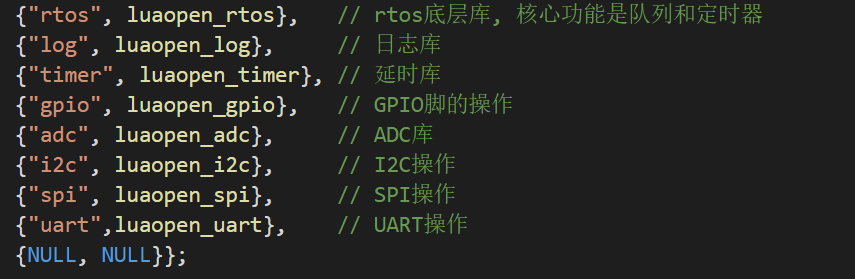 {"rtos", luaopen_rtos},   // rtos底层库, 核心功能是队列和定时器
{"log", luaopen_log},     // 日志库
{"timer", luaopen_timer}, // 延时库
{"gpio", luaopen_gpio},   // GPIO脚的操作
{"adc", luaopen_adc},     // ADC库
{"i2c", luaopen_i2c},     // I2C操作
{"spi", luaopen_spi},     // SPI操作
{"uart",luaopen_uart},    // UART操作
{NULL, NULL}};